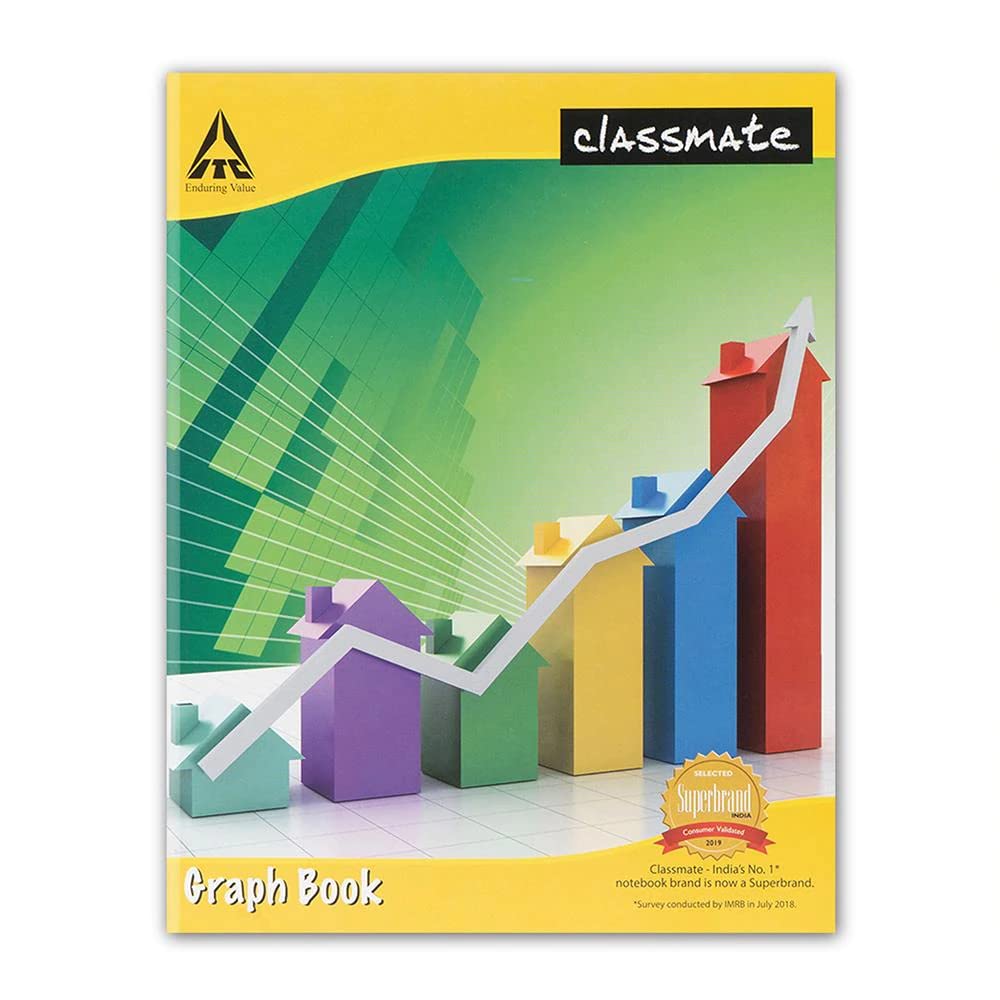 ITC
Enduring Value
classmate
SELECTED
Superbrand
INDIA
Consumer Validated
2019
Classmate - India's No. 1*
notebook brand is now a Superbrand.
*Survey conducted by IMRB in July 2018.
Graph Book